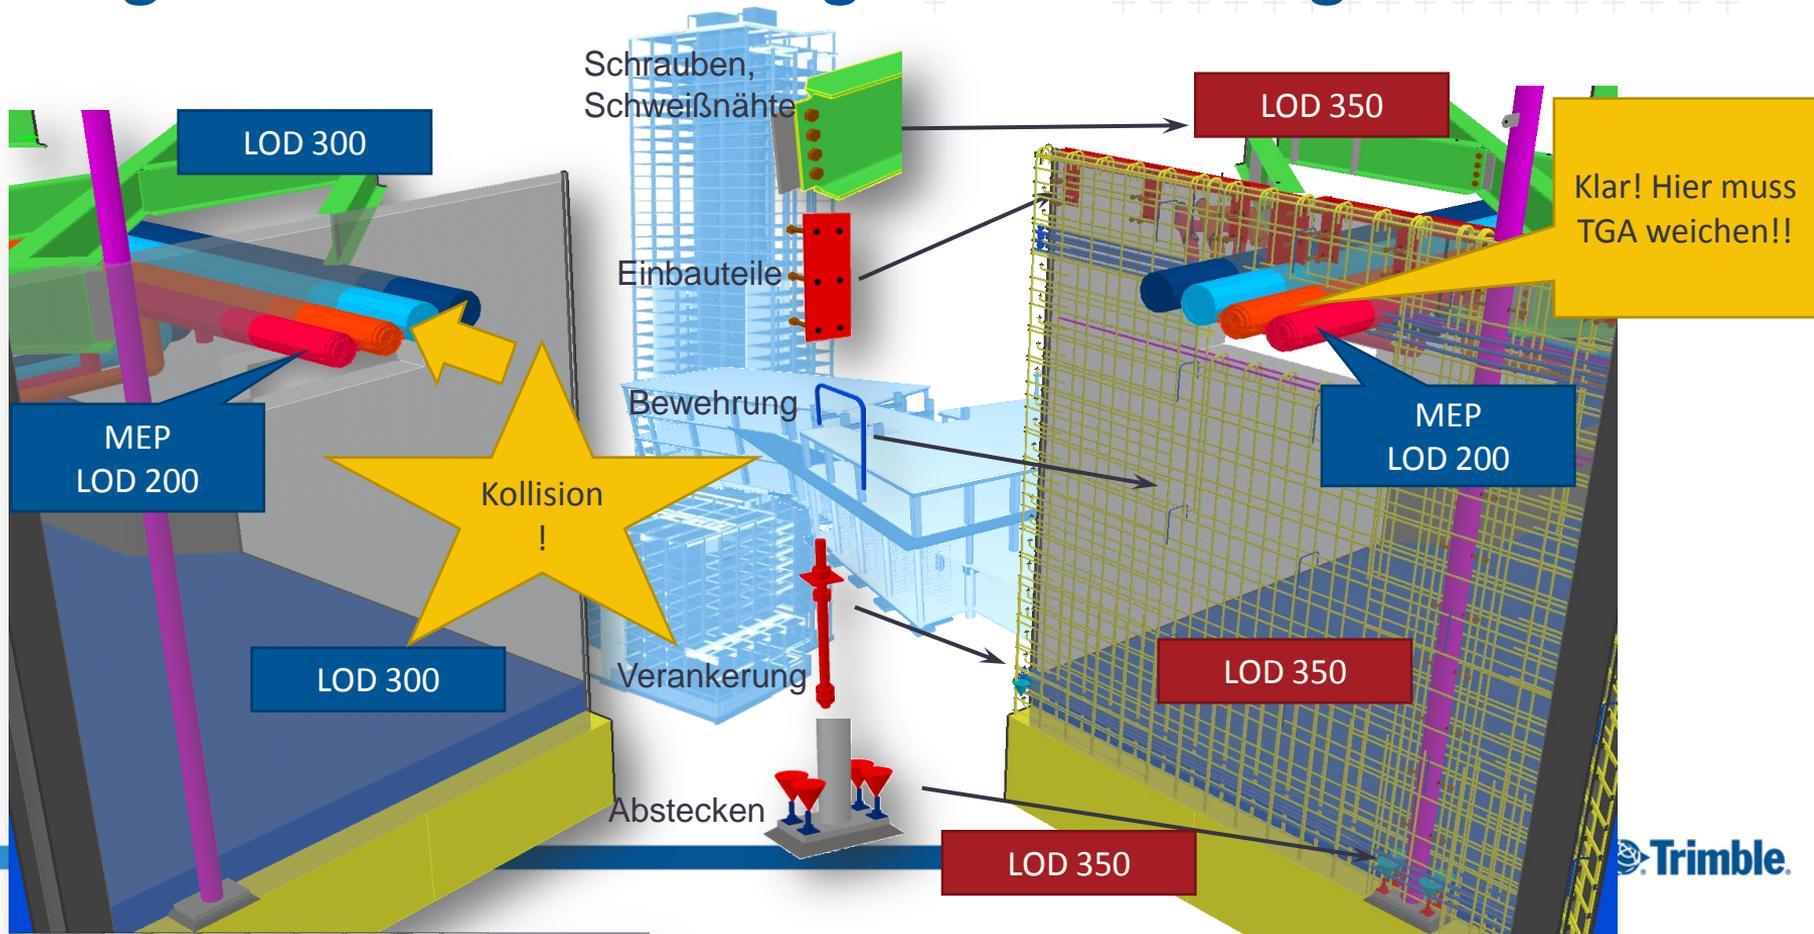 Schrauben,
Schweißnähte
LOD 300
LOD 350
Klar! Hier muss
TGA weichen!!
Einbauteile
Bewehrung
MEP
LOD 200
MEP
LOD 200
Kollision
!
LOD 300
Verankerung
LOD 350
Abstecken
LOD 350
Trimble.